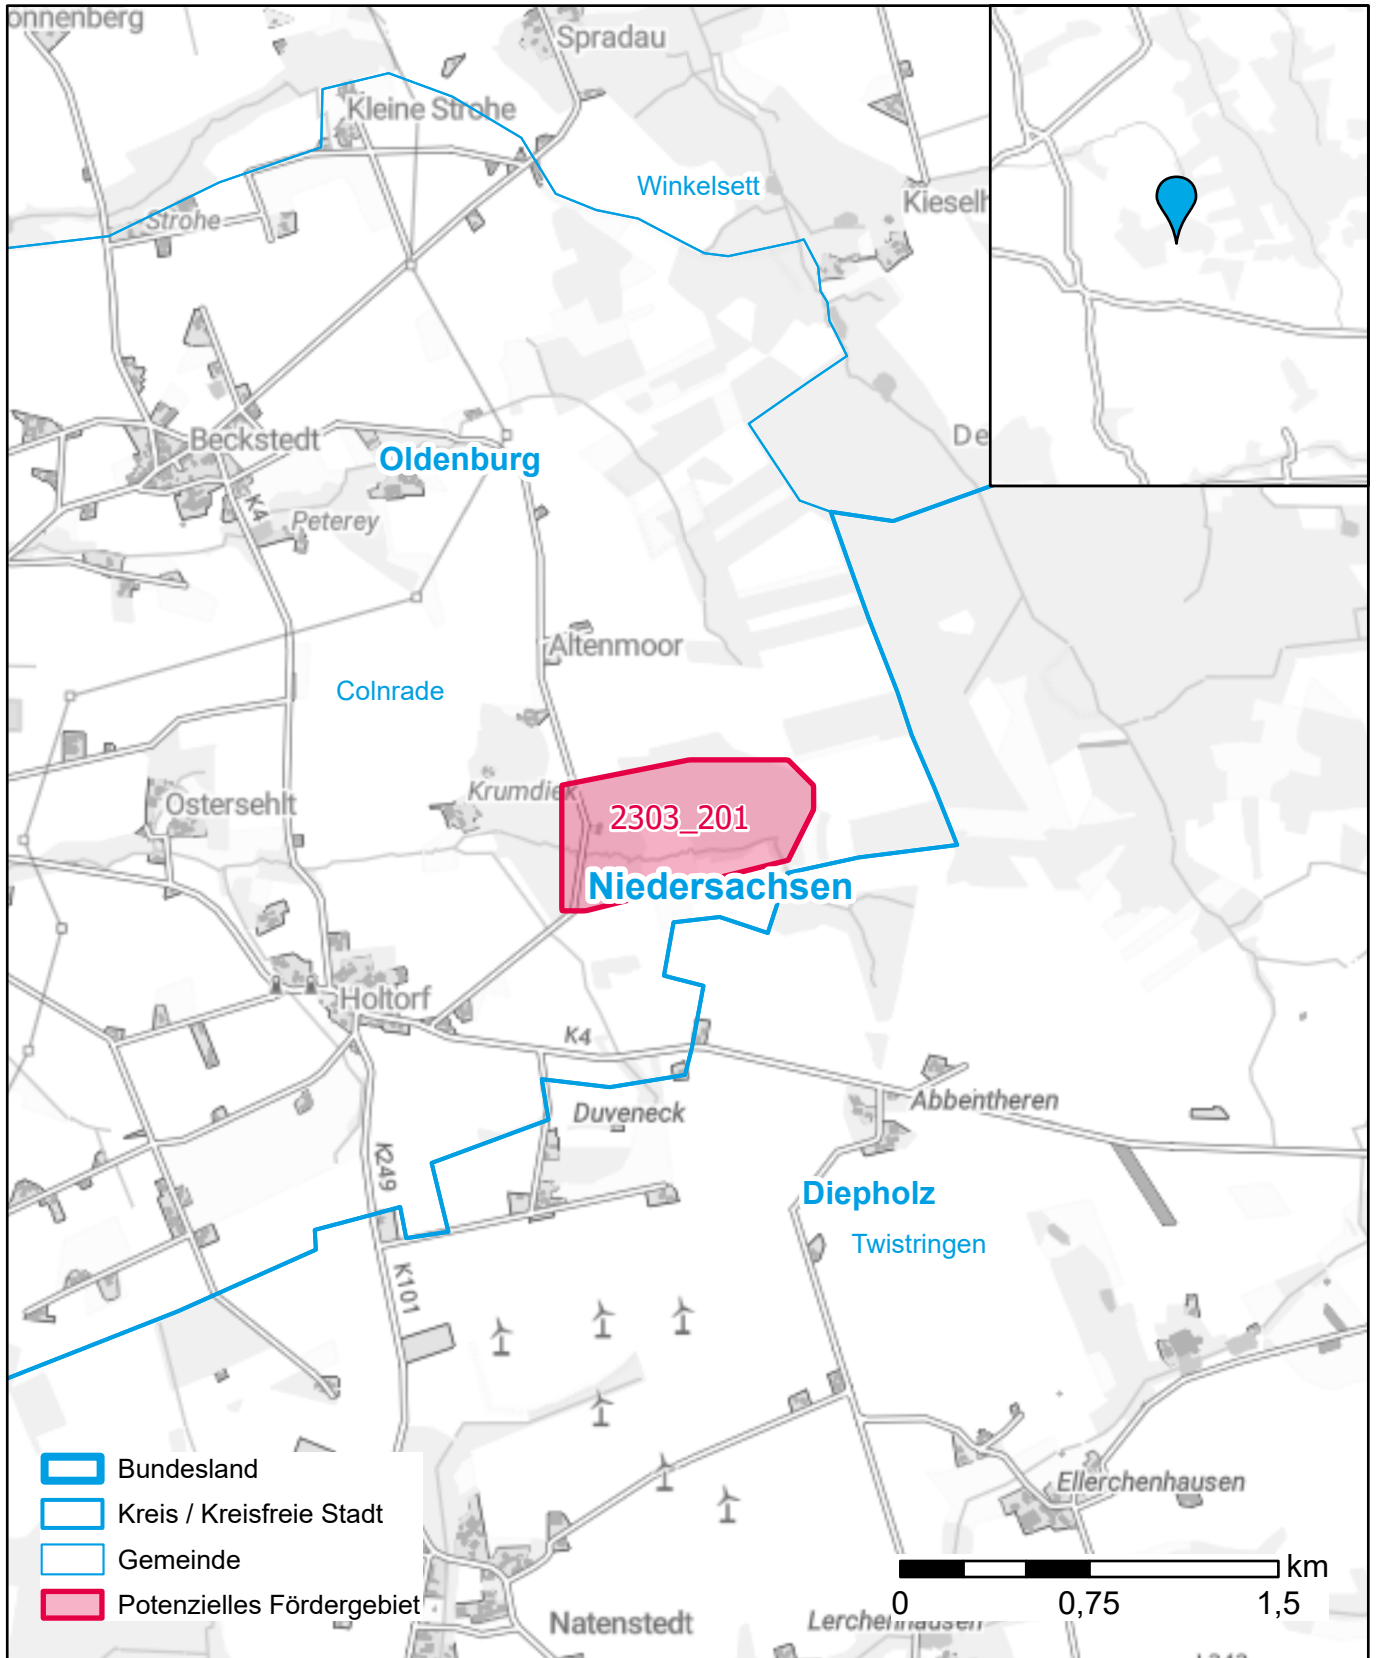 onnenberg
Spradau
Kleine Strohe
Winkelsett
Kieselh
Strohe
Beckstedt
Oldenburg
De
K4
Peterey
Altenmoor
Colnrade
Krumdiek
Ostersehlt
2303_201
Niedersachsen
Holtorf
K4
Duveneck
Abbentheren
K249
Diepholz
Twistringen
K101
Ellerchenhausen
Bundesland
Kreis / Kreisfreie Stadt
Gemeinde
Potenzielles Fördergebiet
km
0 0,75 1,5
Natenstedt
Lerchenhausen